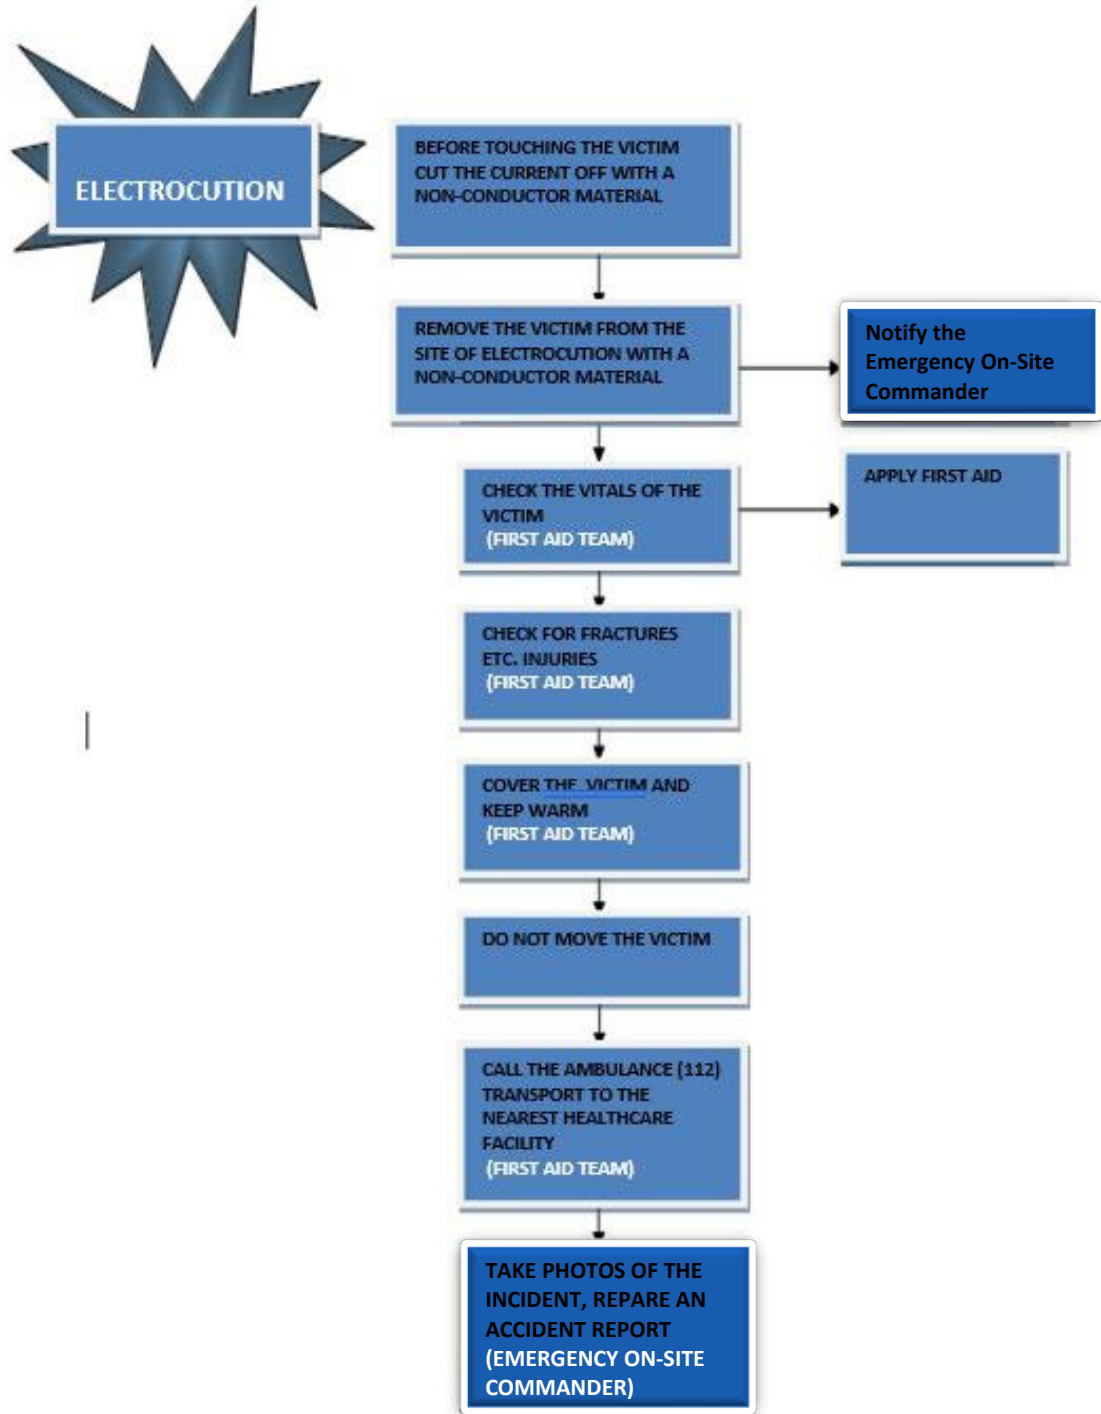 ELECTROCUTION
BEFORE TOUCHING THE VICTIM
CUT THE CURRENT OFF WITH A
NON-CONDUCTOR MATERIAL
REMOVE THE VICTIM FROM THE
SITE OF ELECTROCUTION WITH A
NON-CONDUCTOR MATERIAL
Notify the
Emergency On-Site
Commander
CHECK THE VITALS OF THE
VICTIM
(FIRST AID TEAM)
APPLY FIRST AID
CHECK FOR FRACTURES
ETC. INJURIES
(FIRST AID TEAM)
COVER THE VICTIM AND
KEEP WARM
(FIRST AID TEAM)
DO NOT MOVE THE VICTIM
CALL THE AMBULANCE (112)
TRANSPORT TO THE
NEAREST HEALTHCARE
FACILITY
(FIRST AID TEAM)
TAKE PHOTOS OF THE
INCIDENT, REPARE AN
ACCIDENT REPORT
(EMERGENCY ON-SITE
COMMANDER)